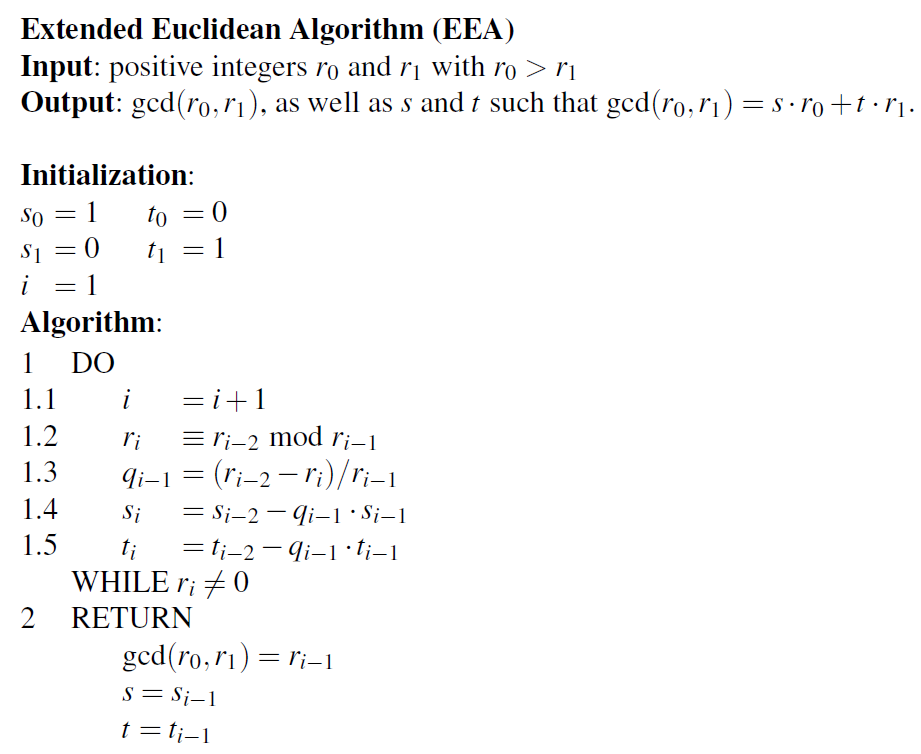 Extended Euclidean Algorithm (EEA)
Input: positive integers r₀ and r₁ with r₀ > r₁
Output: gcd(r₀,r₁), as well as s and t such that gcd(r₀,r₁) = s·r₀+t·r₁.
Initialization:
s₀ = 1 t₀ = 0
s₁ = 0 t₁ = 1
i = 1
Algorithm:
1 DO
1.1 i = i+1
1.2 rᵢ ≡ rᵢ₋₂ mod rᵢ₋₁
1.3 qᵢ₋₁ = (rᵢ₋₂ − rᵢ)/rᵢ₋₁
1.4 sᵢ = sᵢ₋₂ − qᵢ₋₁·sᵢ₋₁
1.5 tᵢ = tᵢ₋₂ − qᵢ₋₁·tᵢ₋₁
WHILE rᵢ ≠ 0
2 RETURN
gcd(r₀,r₁) = rᵢ₋₁
s = sᵢ₋₁
t = tᵢ₋₁